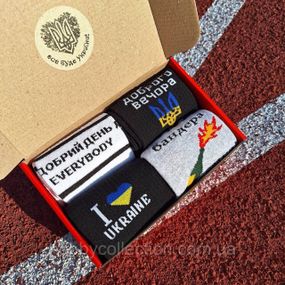 все буде україна
ДОБРИЙ ДЕНЬ
EVERYBODY
доброго
вечора
I
UKRAINE
бандера